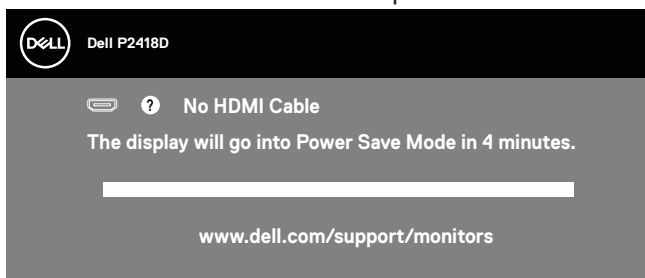 DELL
Dell P2418D
? No HDMI Cable
The display will go into Power Save Mode in 4 minutes.
www.dell.com/support/monitors